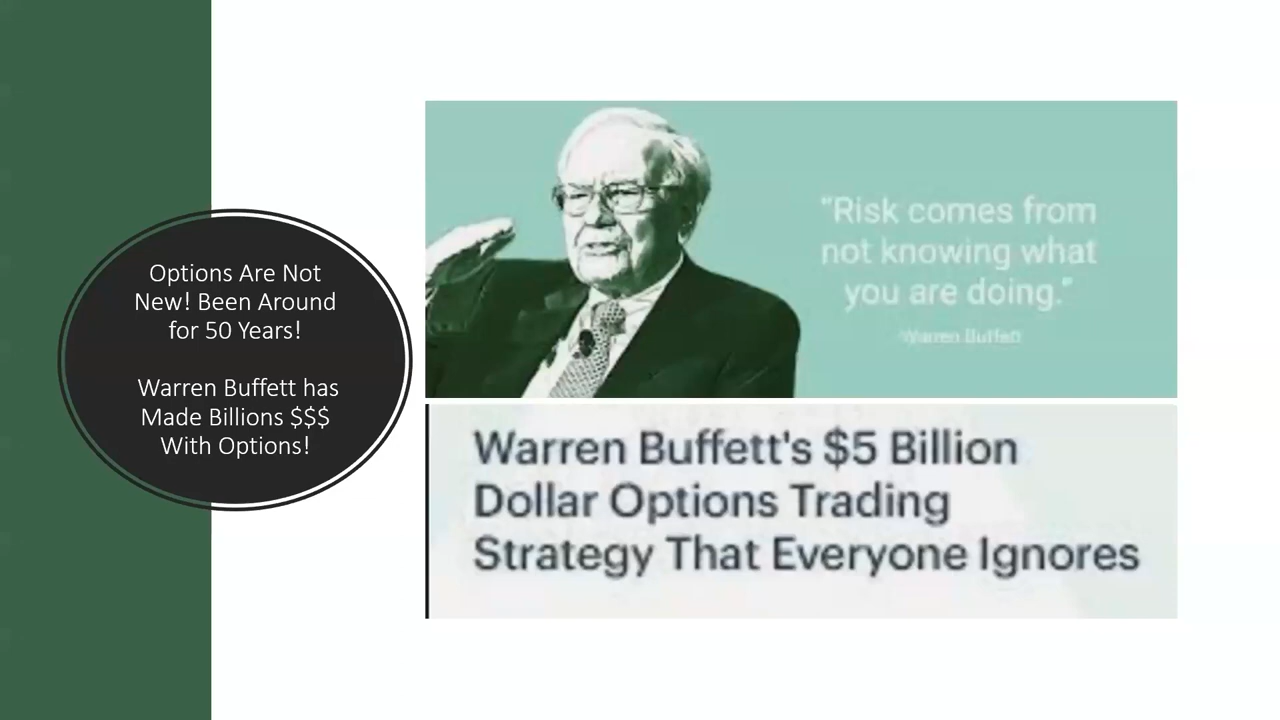 Options Are Not
New! Been Around
for 50 Years!
Warren Buffett has
Made Billions $$$
With Options!
"Risk comes from
not knowing what
you are doing."
Warren Buffett
Warren Buffett's $5 Billion
Dollar Options Trading
Strategy That Everyone Ignores